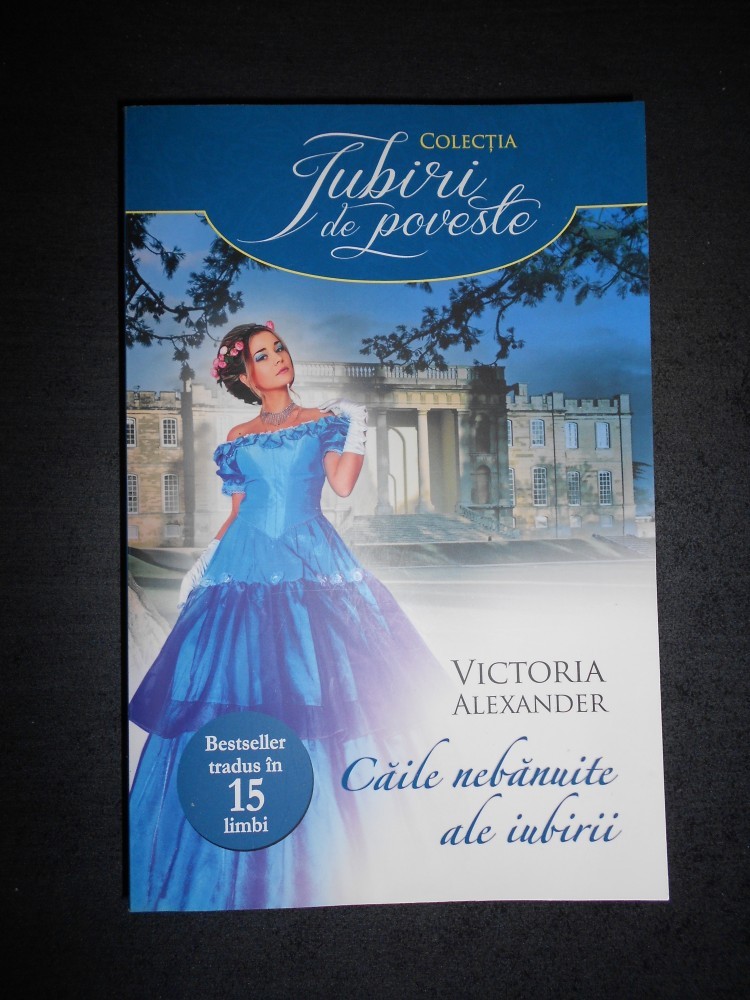 COLECȚIA
Iubiri
de poveste
VICTORIA
ALEXANDER
Căile nebănuite
ale iubirii
Bestseller
tradus în
15
limbi